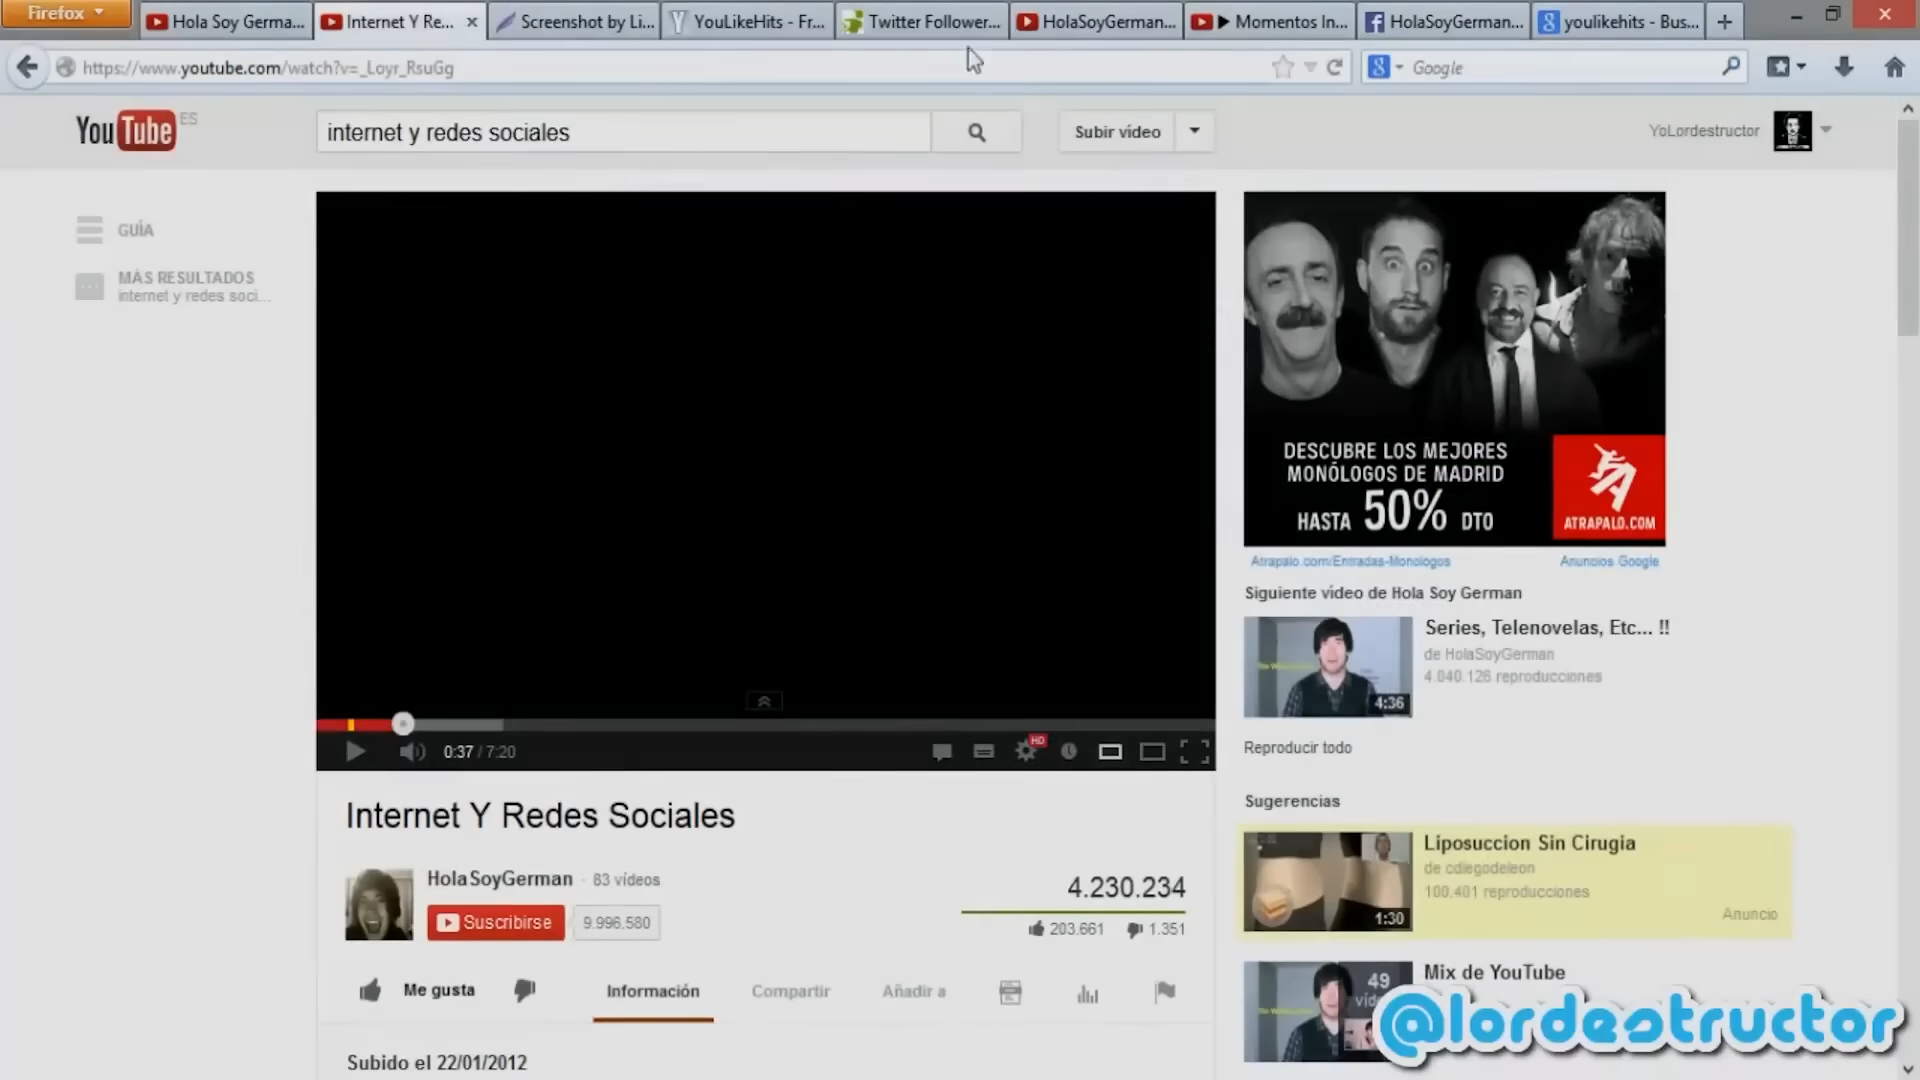 Firefox
Hola Soy Germa...
Internet Y Re...
Screenshot by Li...
YouLikeHits - Fr...
Twitter Follower...
HolaSoyGerman...
▶ Momentos In...
HolaSoyGerman...
youlikehits - Bus...
https://www.youtube.com/watch?v=_Loyr_RsuGg
Google
YouTube ES
internet y redes sociales
Subir vídeo
YoLordestructor
GUÍA
MÁS RESULTADOS
internet y redes soci...
DESCUBRE LOS MEJORES
MONÓLOGOS DE MADRID
HASTA 50% DTO
ATRAPALO.COM
Atrapalo.com/Entradas-Monologos
Anuncios Google
Siguiente vídeo de Hola Soy German
Series, Telenovelas, Etc... !!
de HolaSoyGerman
4.040.126 reproducciones
4:36
Reproducir todo
0:37 / 7:20
HD
Internet Y Redes Sociales
HolaSoyGerman - 83 vídeos
Suscribirse
9.996.580
4.230.234
203.661
1.351
Me gusta
Información
Compartir
Añadir a
Subido el 22/01/2012
Sugerencias
Liposuccion Sin Cirugia
de cdiegodeleon
100.401 reproducciones
Anuncio
1:30
Mix de YouTube
49
@lordestructor